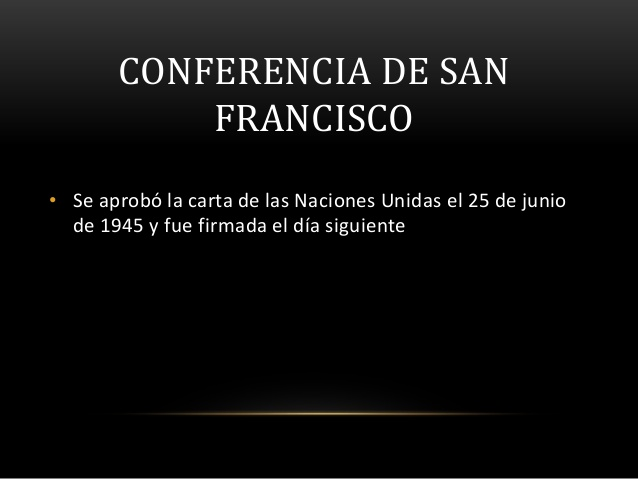 CONFERENCIA DE SAN
FRANCISCO
• Se aprobó la carta de las Naciones Unidas el 25 de junio
de 1945 y fue firmada el día siguiente